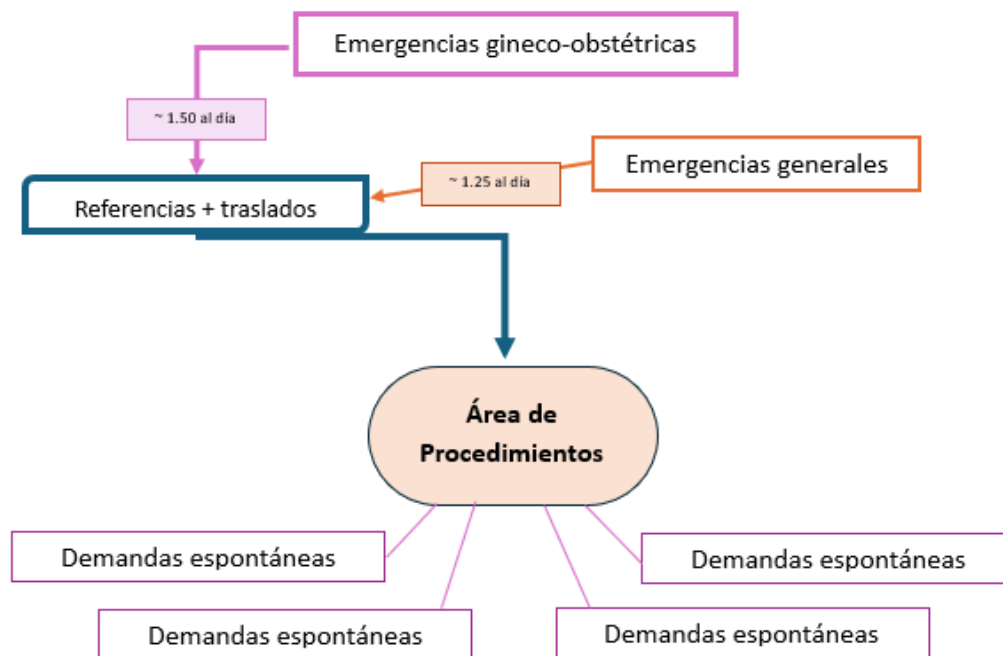 Emergencias gineco-obstétricas
~ 1.50 al día
Emergencias generales
~ 1.25 al día
Referencias + traslados
Área de
Procedimientos
Demandas espontáneas
Demandas espontáneas
Demandas espontáneas
Demandas espontáneas